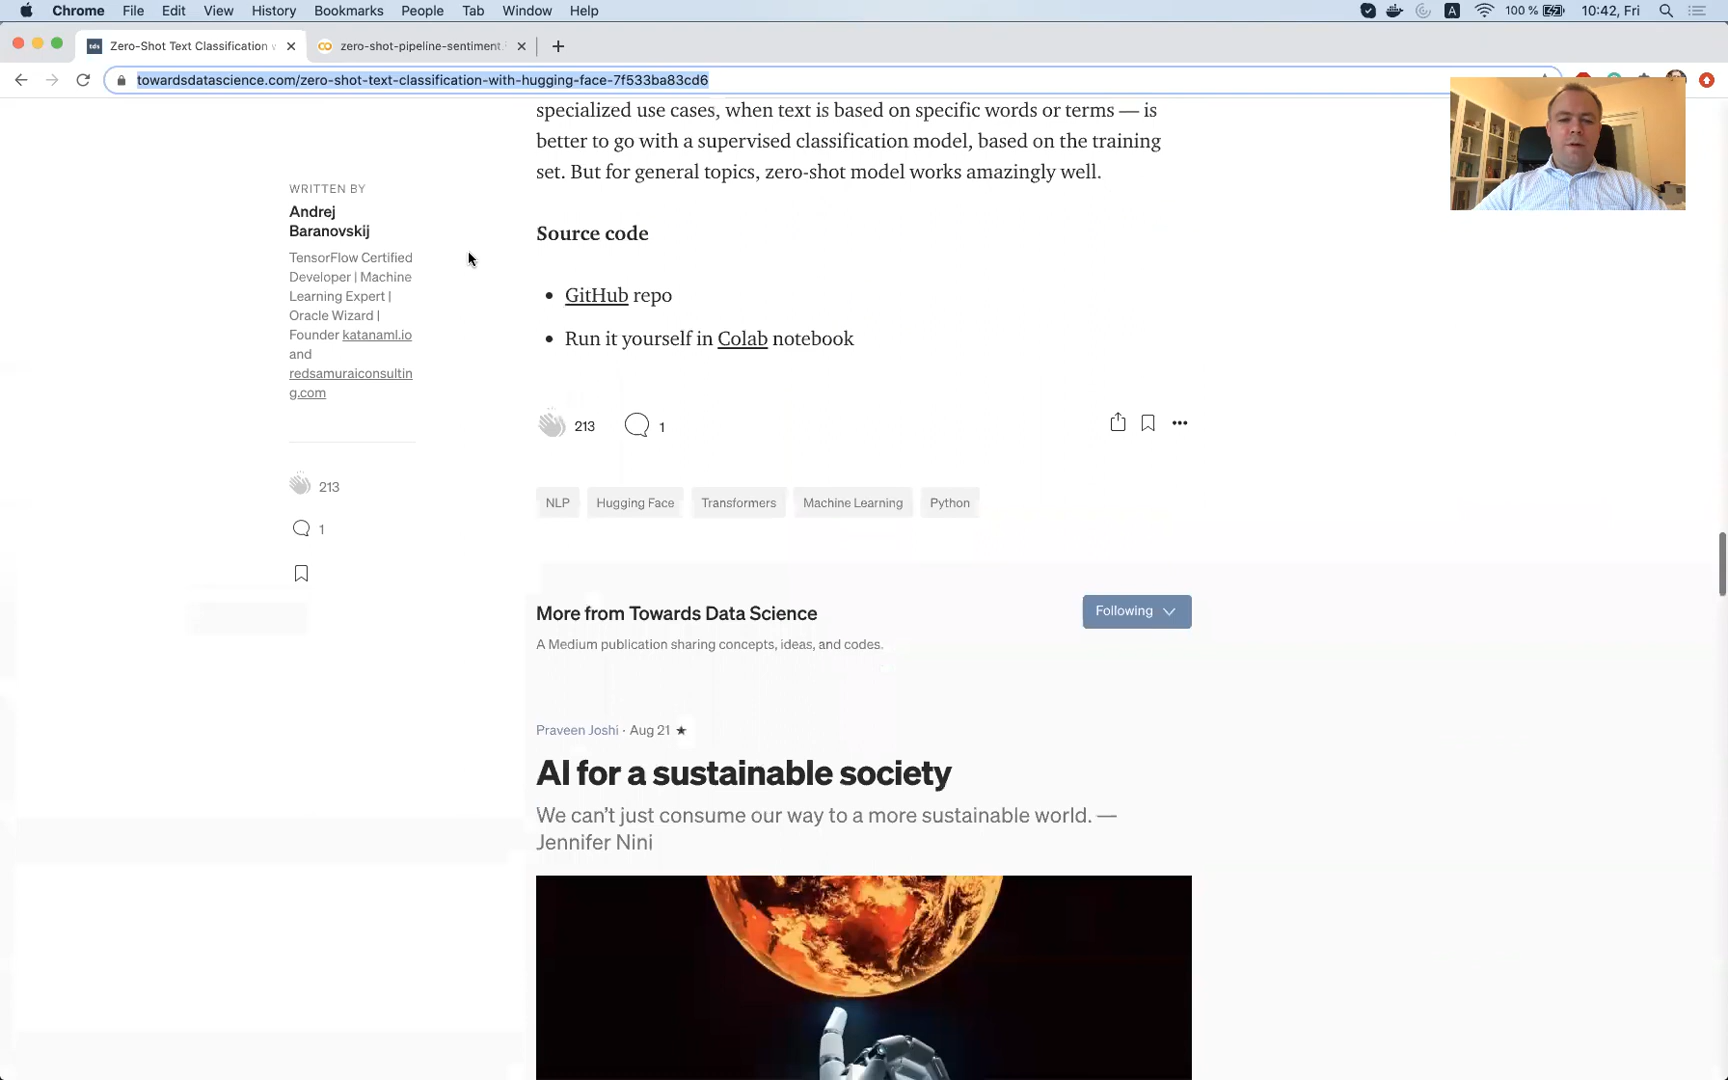 Chrome File Edit View History Bookmarks People Tab Window Help
A 100 % 10:42, Fri
tds Zero-Shot Text Classification
zero-shot-pipeline-sentiment.
towardsdatascience.com/zero-shot-text-classification-with-hugging-face-7f533ba83cd6
specialized use cases, when text is based on specific words or terms — is
better to go with a supervised classification model, based on the training
set. But for general topics, zero-shot model works amazingly well.
WRITTEN BY
Andrej
Baranovskij
TensorFlow Certified
Developer | Machine
Learning Expert |
Oracle Wizard |
Founder katanaml.io
and
redsamuraiconsultin
g.com
213
1
Source code
• GitHub repo
• Run it yourself in Colab notebook
213 1
NLP Hugging Face Transformers Machine Learning Python
More from Towards Data Science
Following
A Medium publication sharing concepts, ideas, and codes.
Praveen Joshi · Aug 21 ★
AI for a sustainable society
We can’t just consume our way to a more sustainable world. —
Jennifer Nini